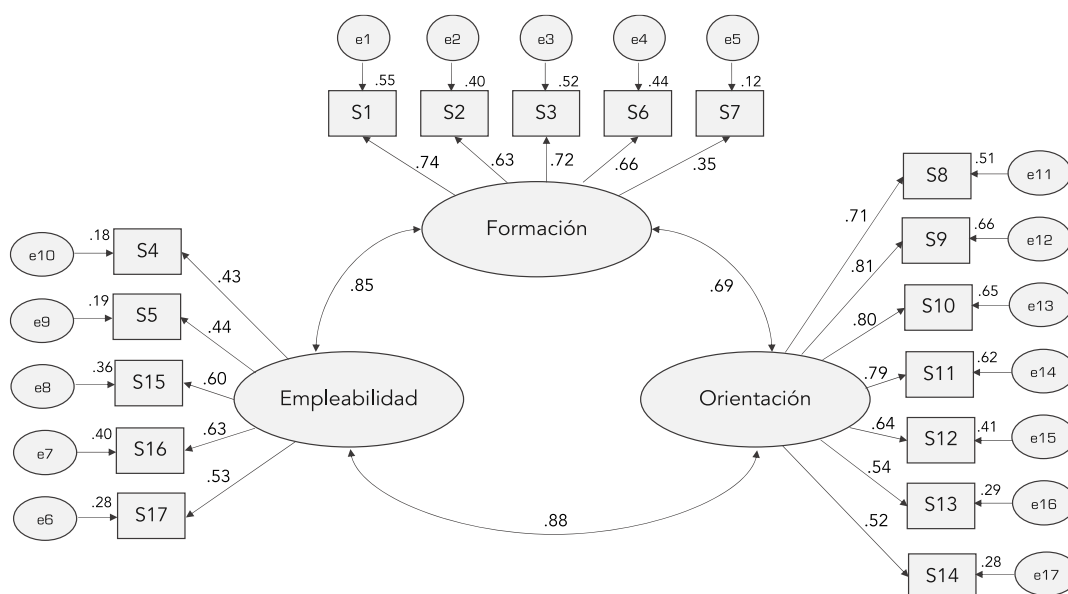 e1 e2 e3 e4 e5
.55 .40 .52 .44 .12
S1 S2 S3 S6 S7
.74 .63 .72 .66 .35
Formación
.85 .69
e10 .18 S4 .43
e9 .19 S5 .44
e8 .36 S15 .60
e7 .40 S16 .63
e6 .28 S17 .53
Empleabilidad
Orientación
.71 S8 .51 e11
.81 S9 .66 e12
.80 S10 .65 e13
.79 S11 .62 e14
.64 S12 .41 e15
.54 S13 .29 e16
.52 S14 .28 e17
.88